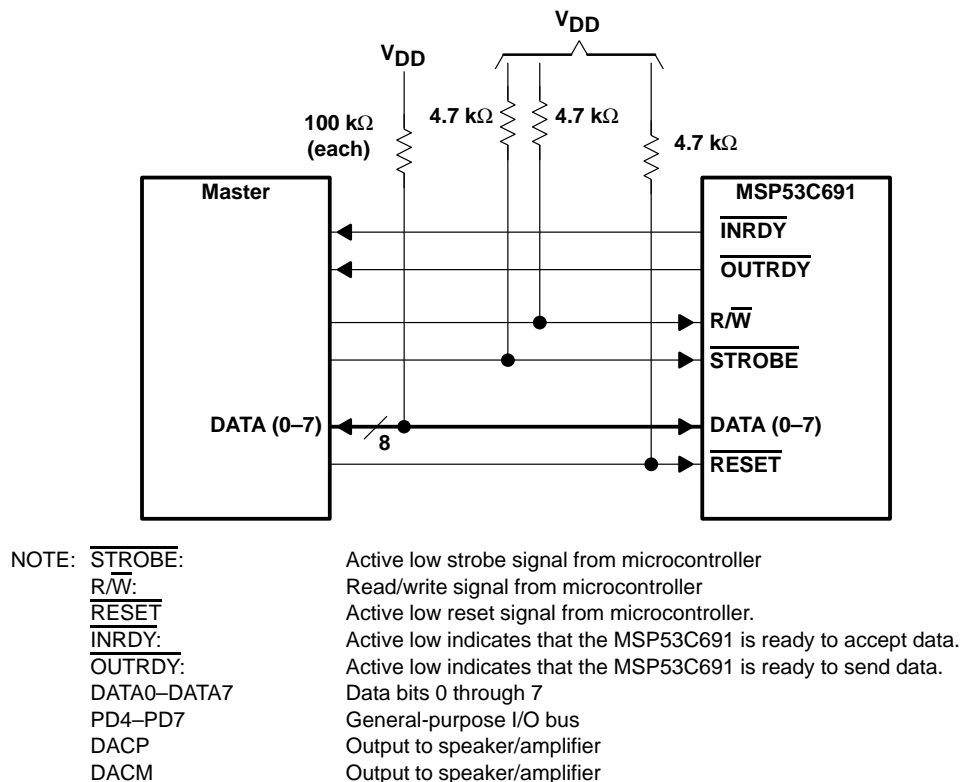 VDD
VDD
100 kΩ
(each)
4.7 kΩ
4.7 kΩ
4.7 kΩ
Master
MSP53C691
INRDY
OUTRDY
R/W
STROBE
DATA (0–7)
8
DATA (0–7)
RESET
NOTE: STROBE: Active low strobe signal from microcontroller
R/W: Read/write signal from microcontroller
RESET Active low reset signal from microcontroller.
INRDY: Active low indicates that the MSP53C691 is ready to accept data.
OUTRDY: Active low indicates that the MSP53C691 is ready to send data.
DATA0–DATA7 Data bits 0 through 7
PD4–PD7 General-purpose I/O bus
DACP Output to speaker/amplifier
DACM Output to speaker/amplifier